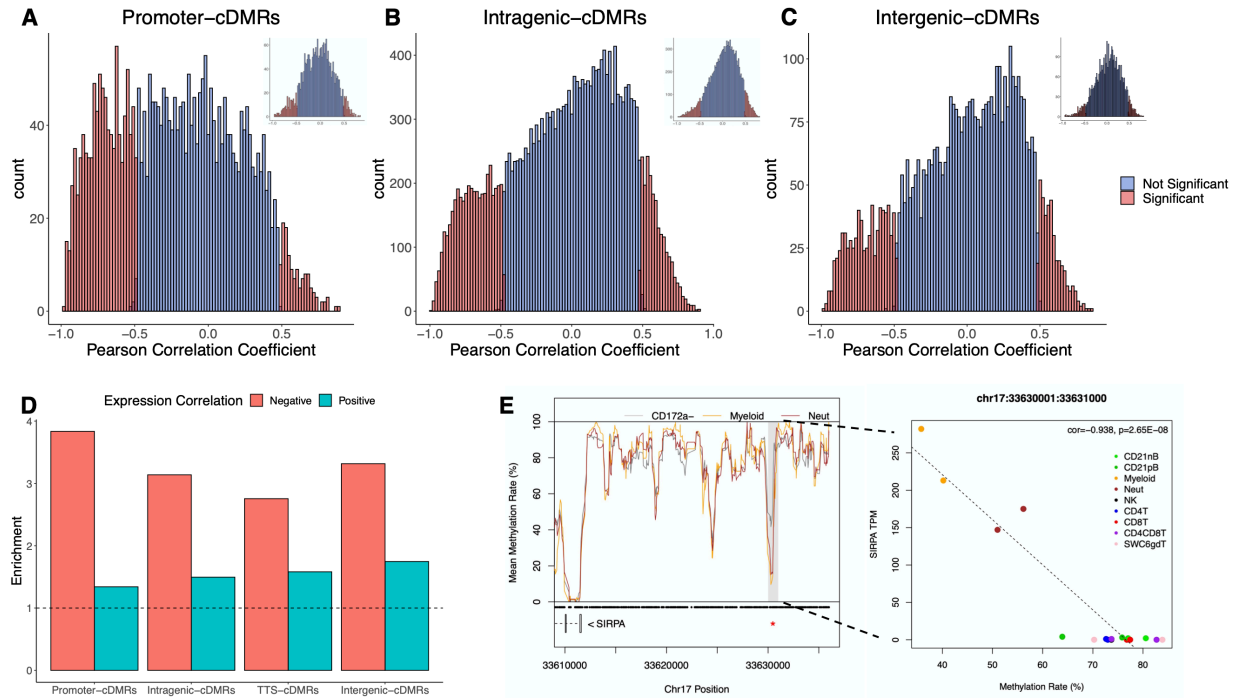 A
Promoter−cDMRs
count
0
20
40
−1.0
−0.5
0.0
0.5
Pearson Correlation Coefficient
B
Intragenic−cDMRs
count
0
100
200
300
400
−1.0
−0.5
0.0
0.5
1.0
Pearson Correlation Coefficient
C
Intergenic−cDMRs
count
0
25
50
75
100
−1.0
−0.5
0.0
0.5
Pearson Correlation Coefficient
Not Significant
Significant
D
Expression Correlation Negative Positive
Enrichment
0
1
2
3
4
Promoter−cDMRs Intragenic−cDMRs TTS−cDMRs Intergenic−cDMRs
E
CD172a− Myeloid Neut
Mean Methylation Rate (%)
0
20
40
60
80
100
< SIRPA
*
33610000 33620000 33630000
Chr17 Position
chr17:33630001:33631000
cor=−0.938, p=2.65E−08
CD21nB
CD21pB
Myeloid
Neut
NK
CD4T
CD8T
CD4CD8T
SWC6gdT
SIRPA TPM
0
50
100
150
200
250
40 50 60 70 80
Methylation Rate (%)